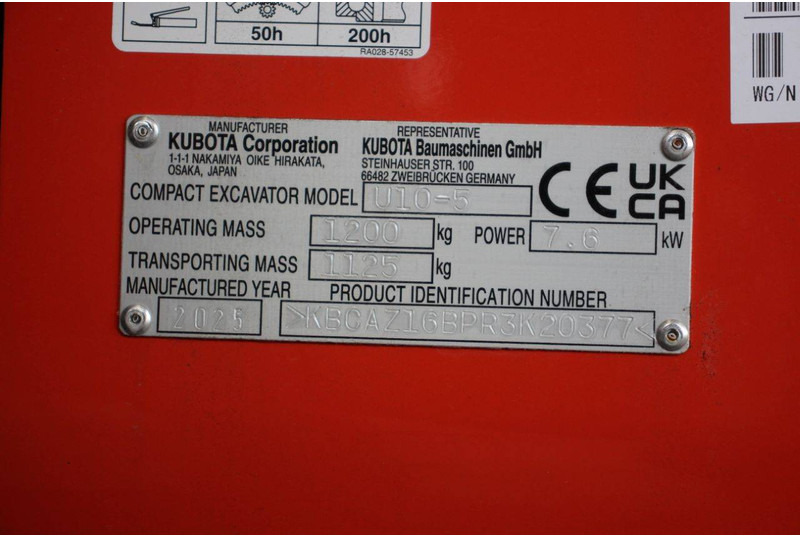 50h
200h
RA028-57453
WG/N
MANUFACTURER
KUBOTA Corporation
1-1-1 NAKAMIYA OIKE HIRAKATA,
OSAKA, JAPAN
REPRESENTATIVE
KUBOTA Baumaschinen GmbH
STEINHAUSER STR. 100
66482 ZWEIBRÜCKEN GERMANY
CE UK
CA
COMPACT EXCAVATOR MODEL U10-5
OPERATING MASS 1200 kg POWER 7.6 kW
TRANSPORTING MASS 1125 kg
MANUFACTURED YEAR PRODUCT IDENTIFICATION NUMBER
2025 >KBCAZ16BPR3K20377<